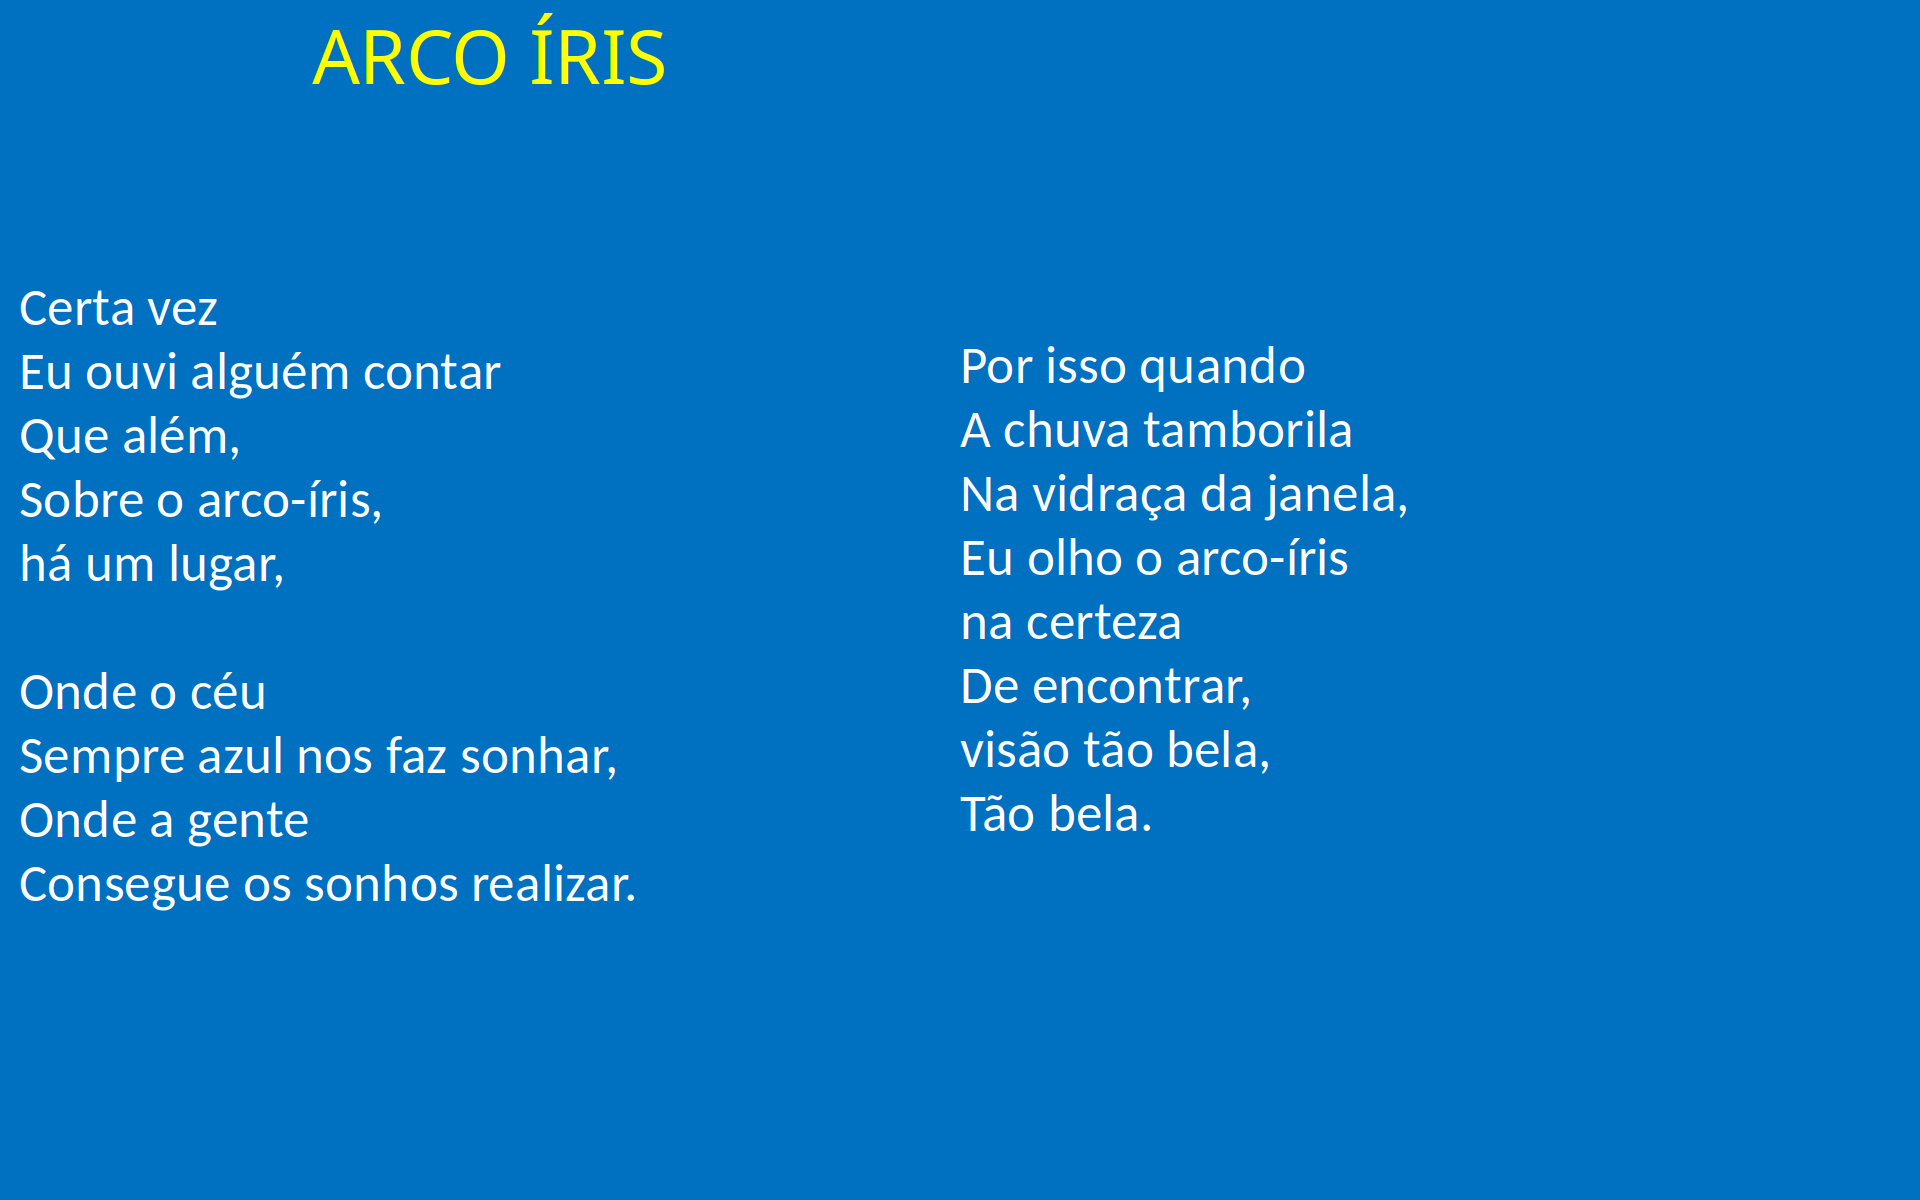 ARCO ÍRIS
Certa vez
Eu ouvi alguém contar
Que além,
Sobre o arco-íris,
há um lugar,
Onde o céu
Sempre azul nos faz sonhar,
Onde a gente
Consegue os sonhos realizar.
Por isso quando
A chuva tamborila
Na vidraça da janela,
Eu olho o arco-íris
na certeza
De encontrar,
visão tão bela,
Tão bela.